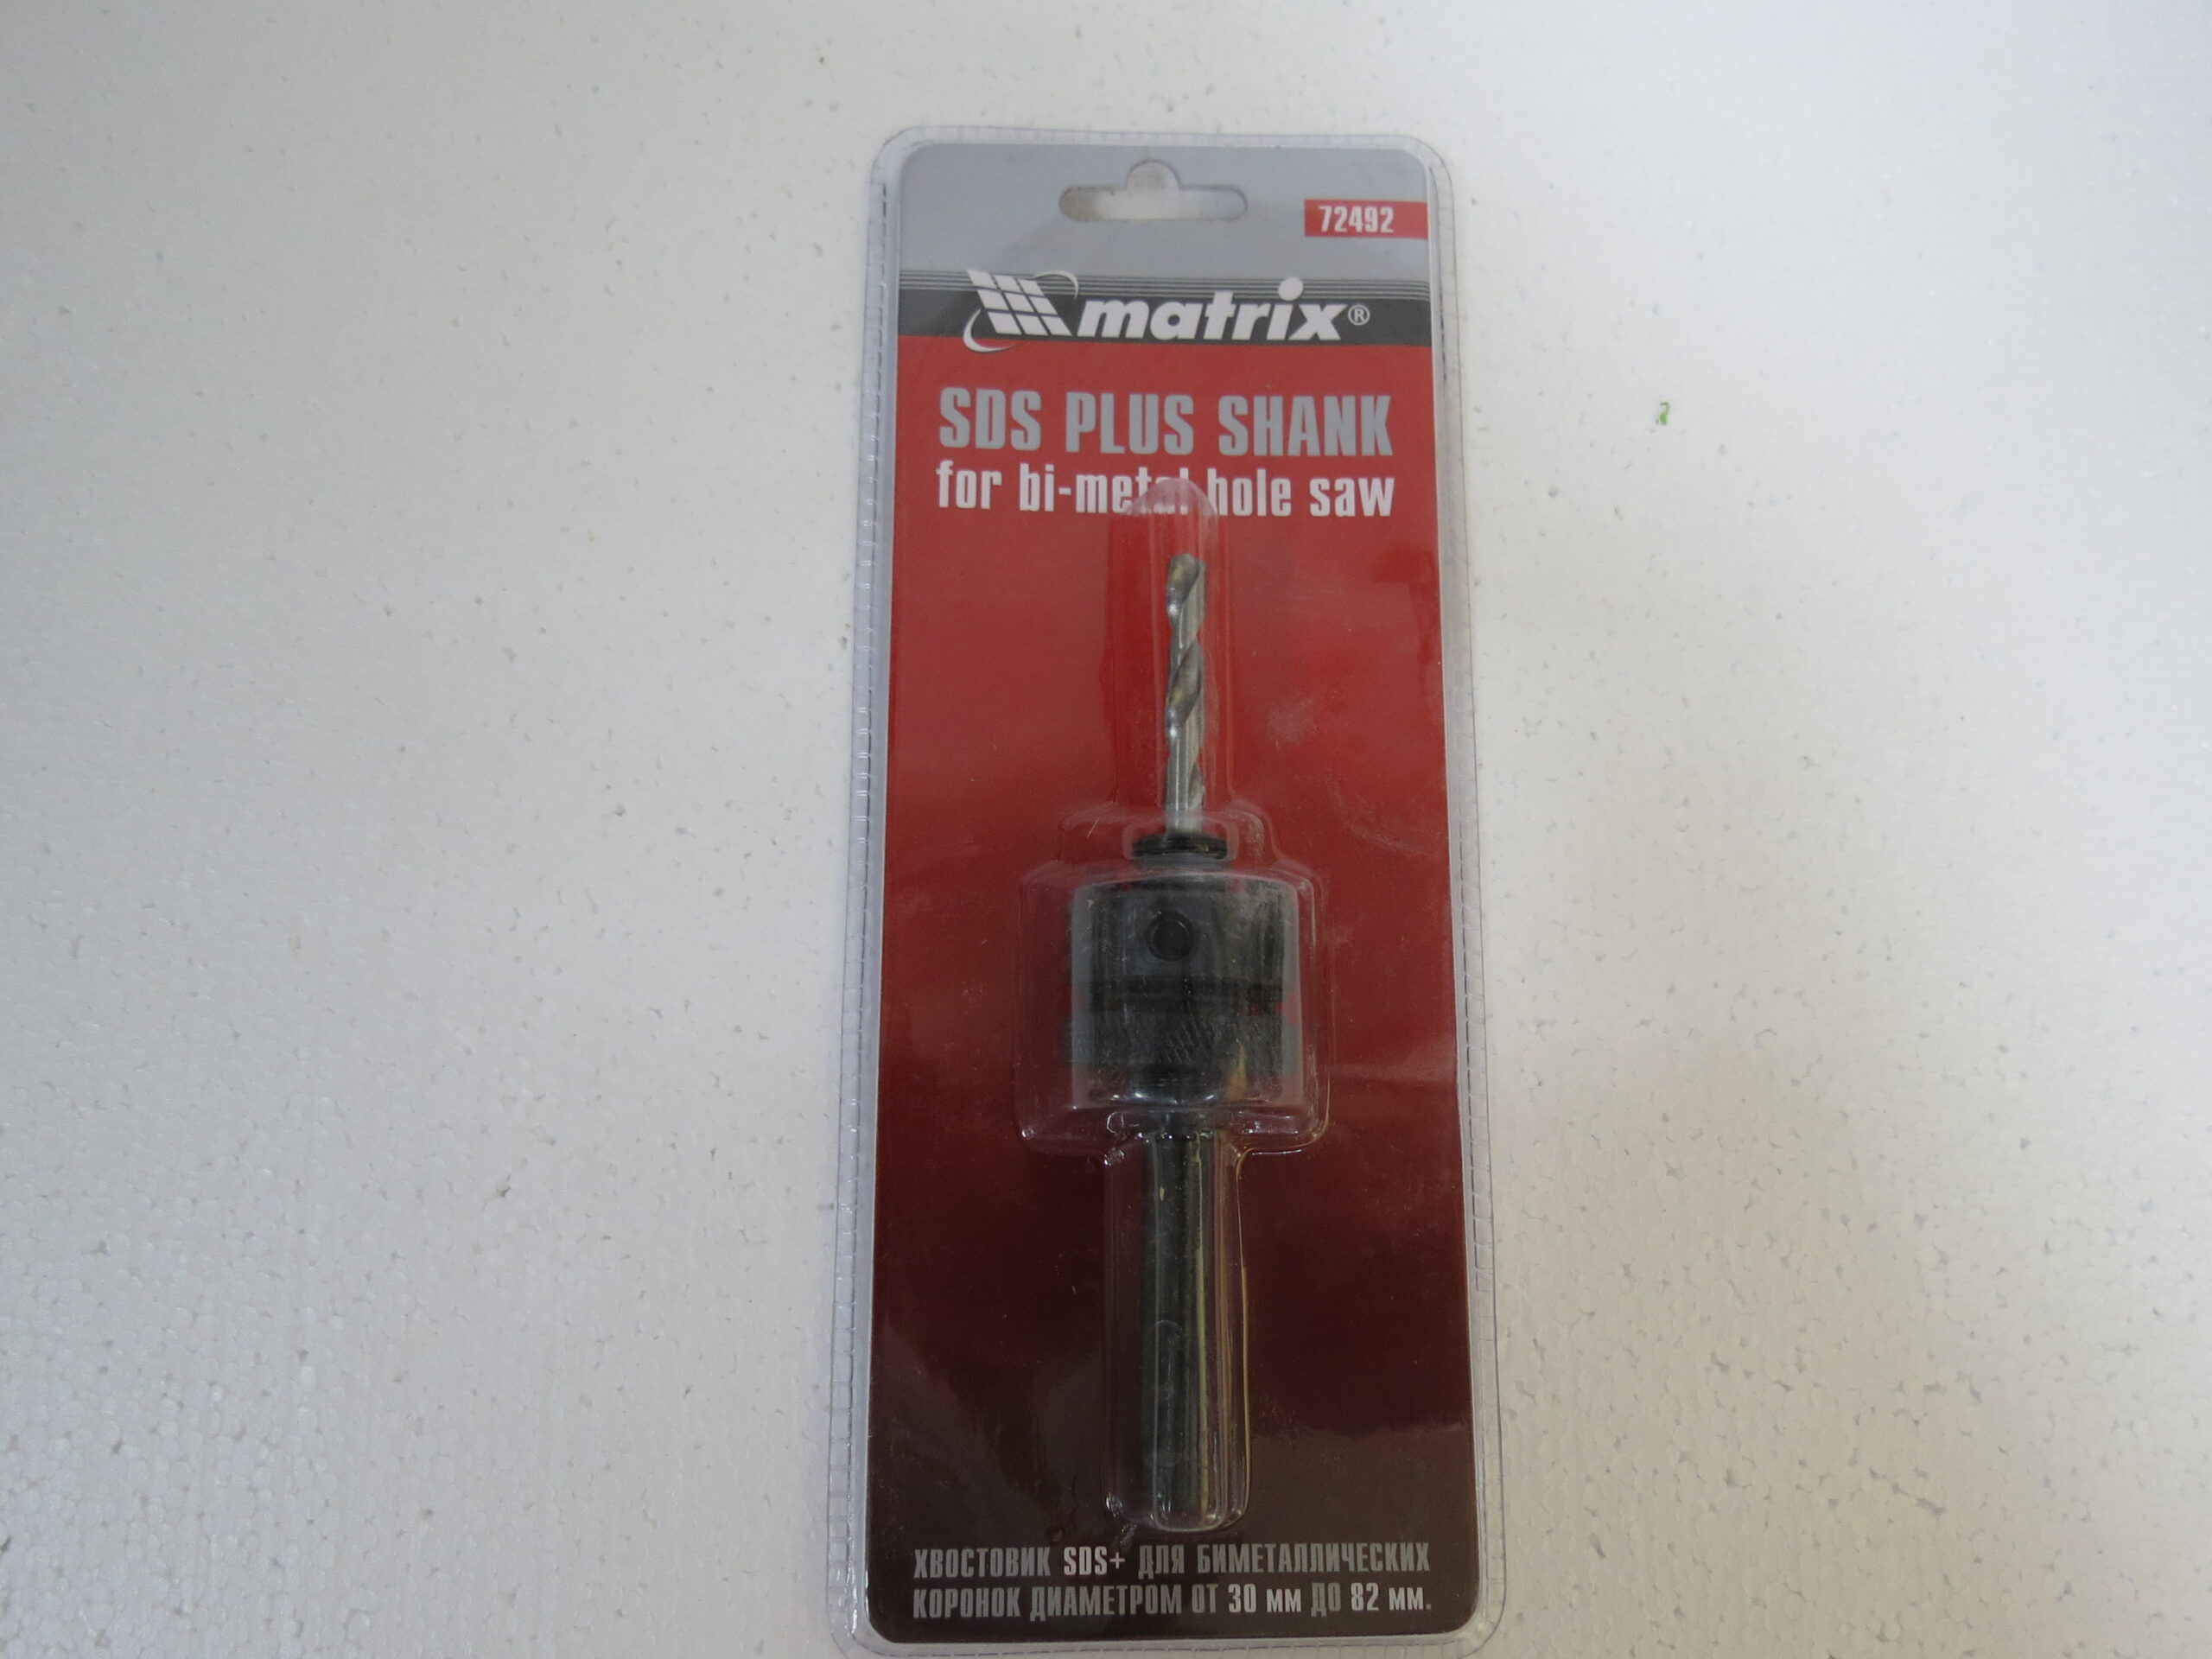 72492
matrix®
SDS PLUS SHANK
for bi-metal hole saw
ХВОСТОВИК SDS+ ДЛЯ БИМЕТАЛЛИЧЕСКИХ
КОРОНОК ДИАМЕТРОМ ОТ 30 мм ДО 82 мм.